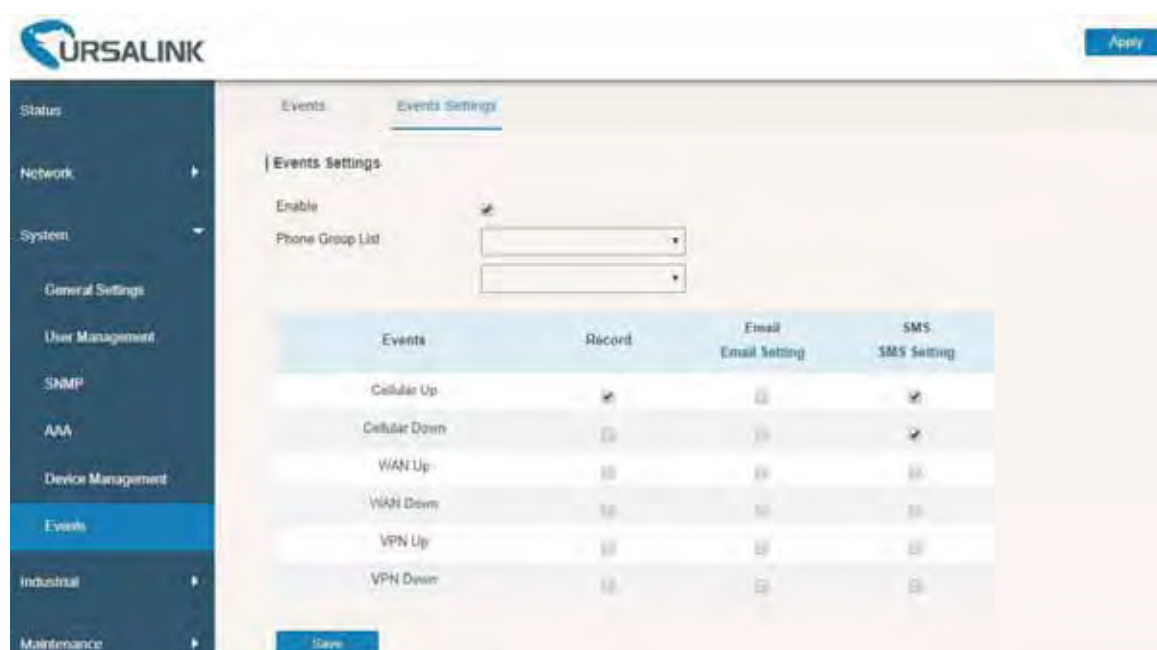 URSALINK
Apply
Status
Network
System
General Settings
User Management
SNMP
AAA
Device Management
Events
Industrial
Maintenance
Events Events Settings
Events Settings
Enable
Phone Group List
Events Record Email SMS
Email Setting SMS Setting
Cellular Up
Cellular Down
WAN Up
WAN Down
VPN Up
VPN Down
Save